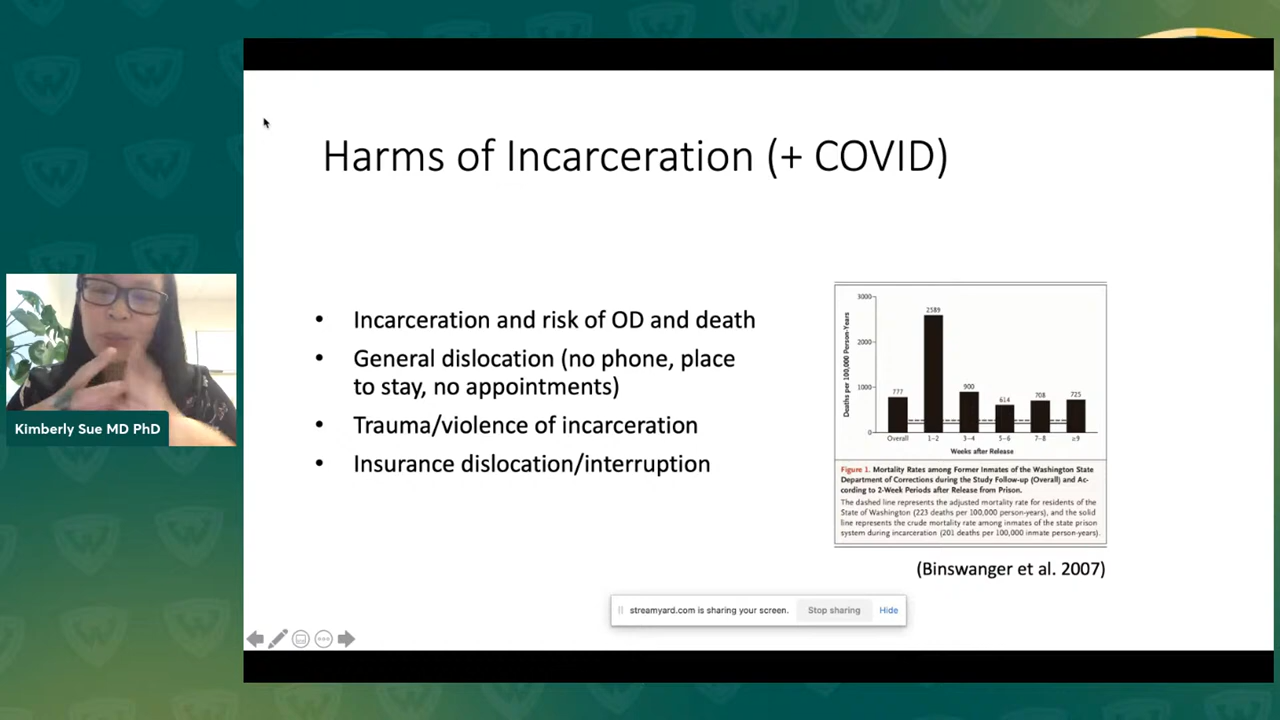 Harms of Incarceration (+ COVID)
• Incarceration and risk of OD and death
• General dislocation (no phone, place
to stay, no appointments)
• Trauma/violence of incarceration
• Insurance dislocation/interruption
Kimberly Sue MD PhD
Deaths per 100,000 Person-Years
3000
2000
1000
0
777
2589
900
614
708
725
Overall 1–2 3–4 5–6 7–8 ≥9
Weeks after Release
Figure 1. Mortality Rates among Former Inmates of the Washington State
Department of Corrections during the Study Follow-up (Overall) and Ac-
cording to 2-Week Periods after Release from Prison.
The dashed line represents the adjusted mortality rate for residents of the
State of Washington (223 deaths per 100,000 person-years), and the solid
line represents the crude mortality rate among inmates of the state prison
system during incarceration (201 deaths per 100,000 inmate person-years).
(Binswanger et al. 2007)
streamyard.com is sharing your screen. Stop sharing Hide